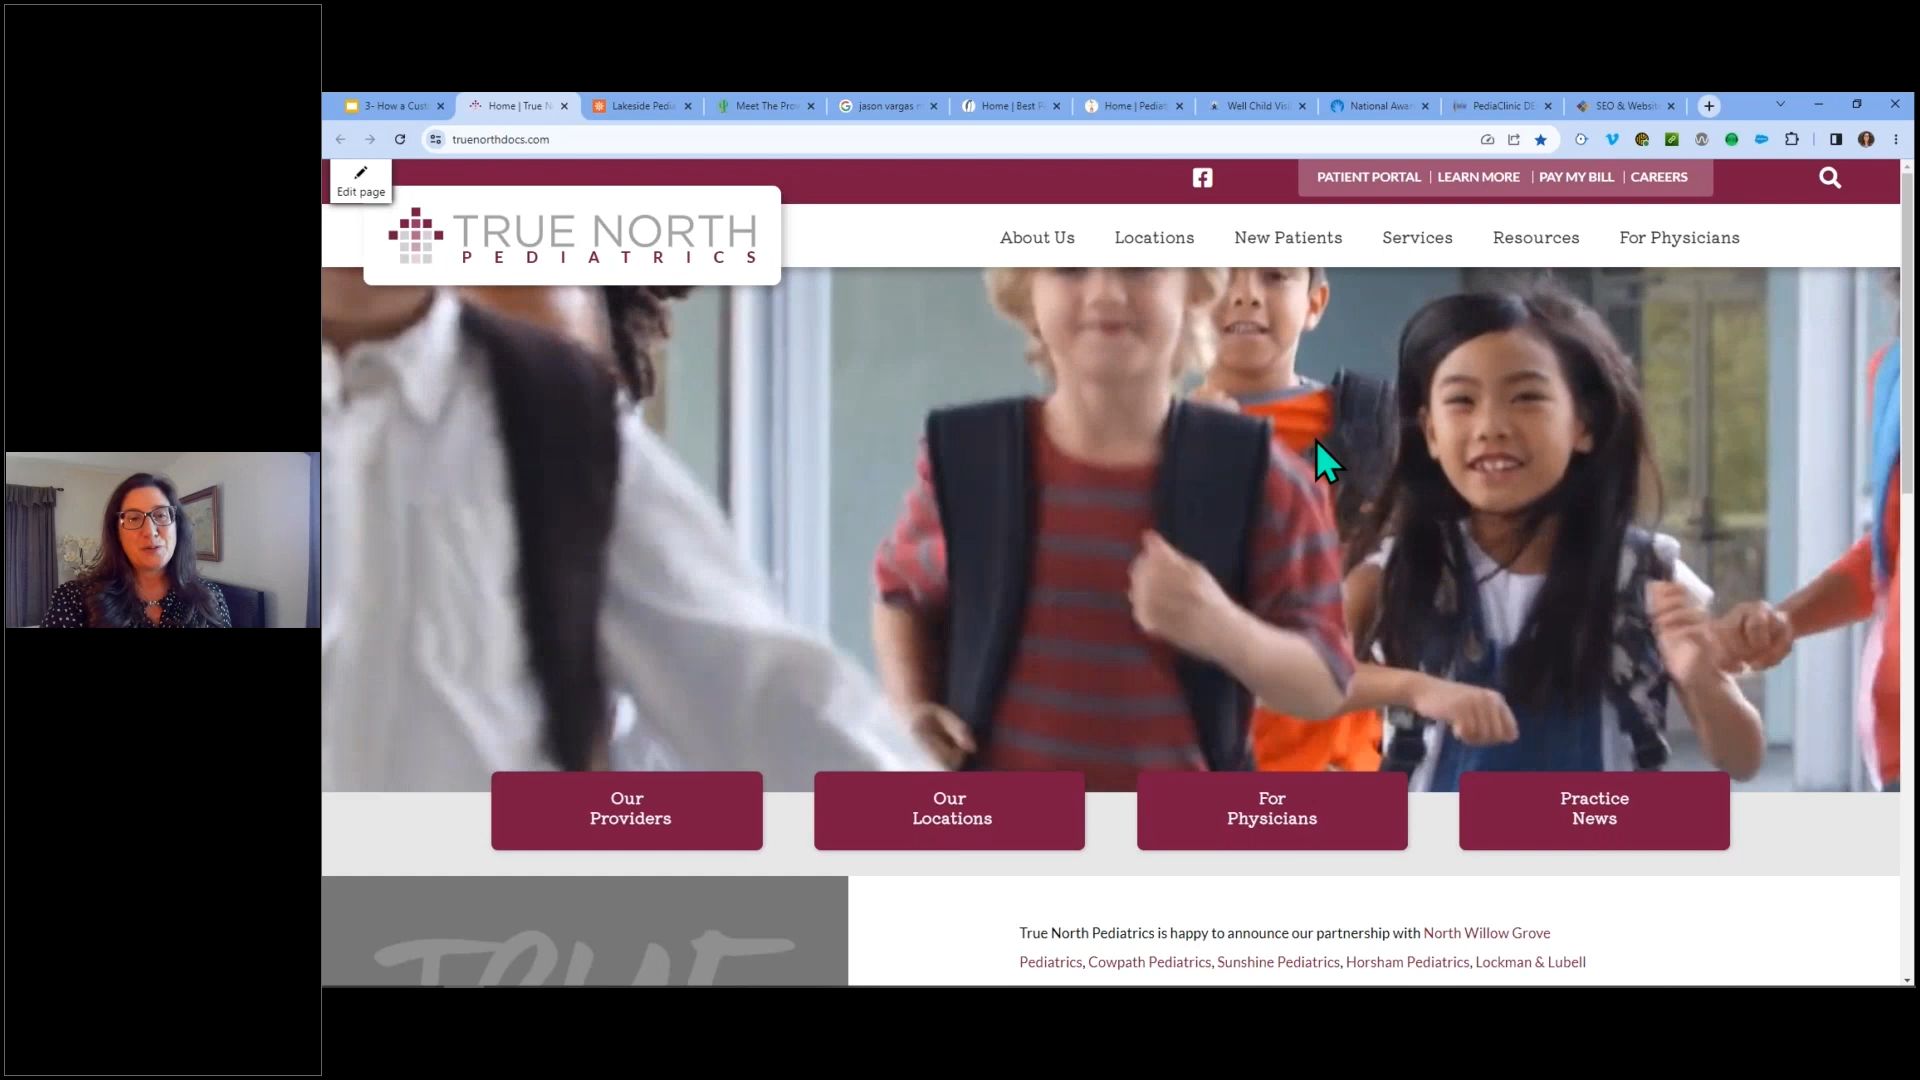 3- How a Cust
Home | True N
Lakeside Pedia
Meet The Prov
jason vargas m
Home | Best P
Home | Pediat
Well Child Visi
National Awar
PediaClinic DE
SEO & Websit
truenorthdocs.com
Edit page
PATIENT PORTAL | LEARN MORE | PAY MY BILL | CAREERS
TRUE NORTH
PEDIATRICS
About Us
Locations
New Patients
Services
Resources
For Physicians
Our
Providers
Our
Locations
For
Physicians
Practice
News
TRUE
True North Pediatrics is happy to announce our partnership with North Willow Grove
Pediatrics, Cowpath Pediatrics, Sunshine Pediatrics, Horsham Pediatrics, Lockman & Lubell